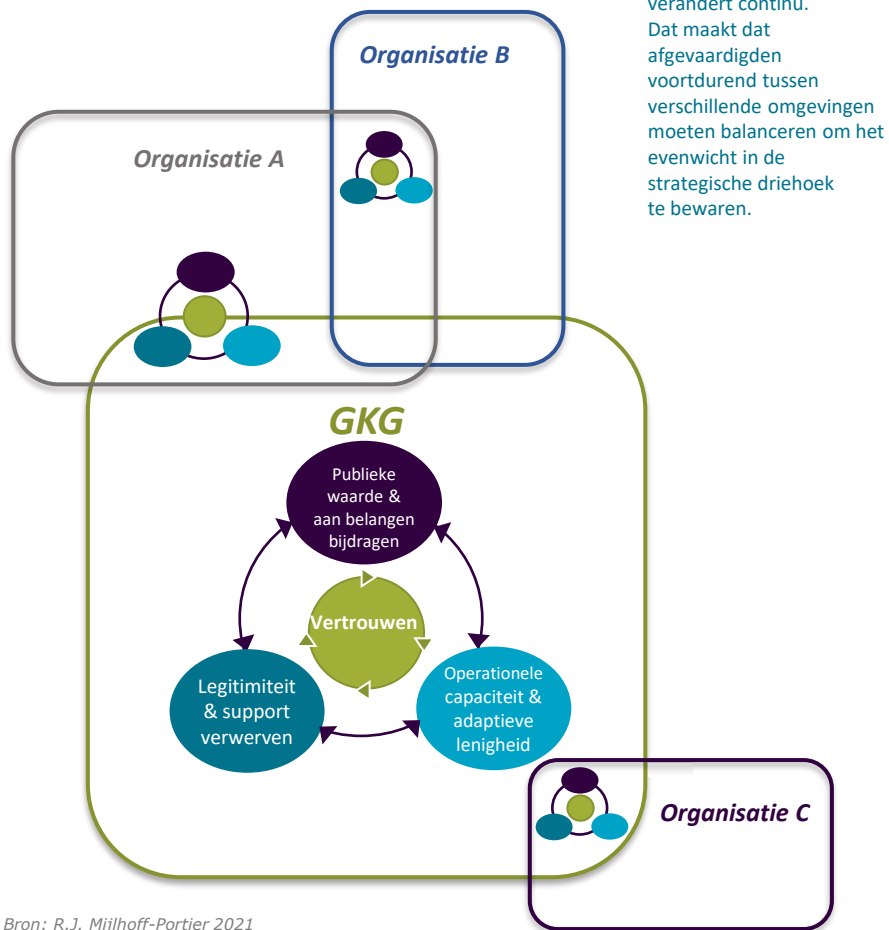 verandert continu.
Dat maakt dat
afgevaardigden
voortdurend tussen
verschillende omgevingen
moeten balanceren om het
evenwicht in de
strategische driehoek
te bewaren.
Organisatie B
Organisatie A
GKG
Publieke
waarde &
aan belangen
bijdragen
Vertrouwen
Legitimiteit
& support
verwerven
Operationele
capaciteit &
adaptieve
lenigheid
Organisatie C
Bron: R.J. Mijlhoff-Portier 2021